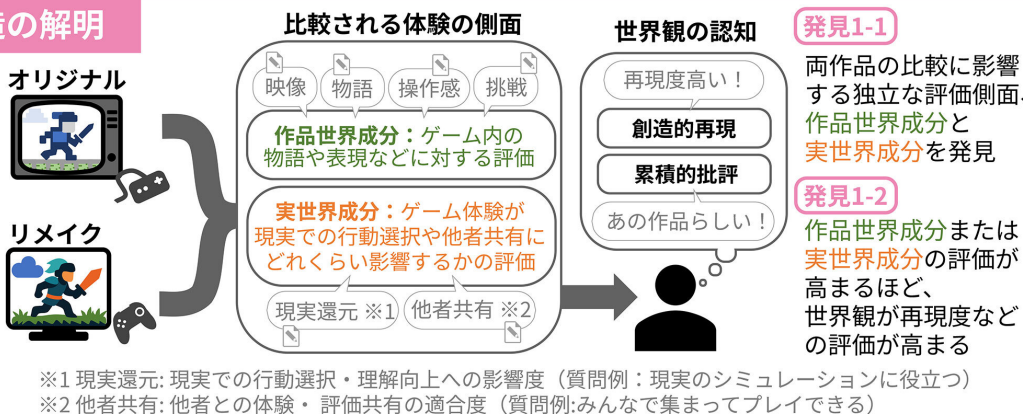 の解明
オリジナル
リメイク
比較される体験の側面
映像
物語
操作感
挑戦
作品世界成分：ゲーム内の
物語や表現などに対する評価
実世界成分：ゲーム体験が
現実での行動選択や他者共有に
どれくらい影響するかの評価
現実還元 ※1
他者共有 ※2
世界観の認知
再現度高い！
創造的再現
累積的批評
あの作品らしい！
発見1-1
両作品の比較に影響
する独立な評価側面、
作品世界成分と
実世界成分を発見
発見1-2
作品世界成分または
実世界成分の評価が
高まるほど、
世界観が再現度など
の評価が高まる
※1 現実還元: 現実での行動選択・理解向上への影響度（質問例：現実のシミュレーションに役立つ）
※2 他者共有: 他者との体験・ 評価共有の適合度（質問例:みんなで集まってプレイできる）